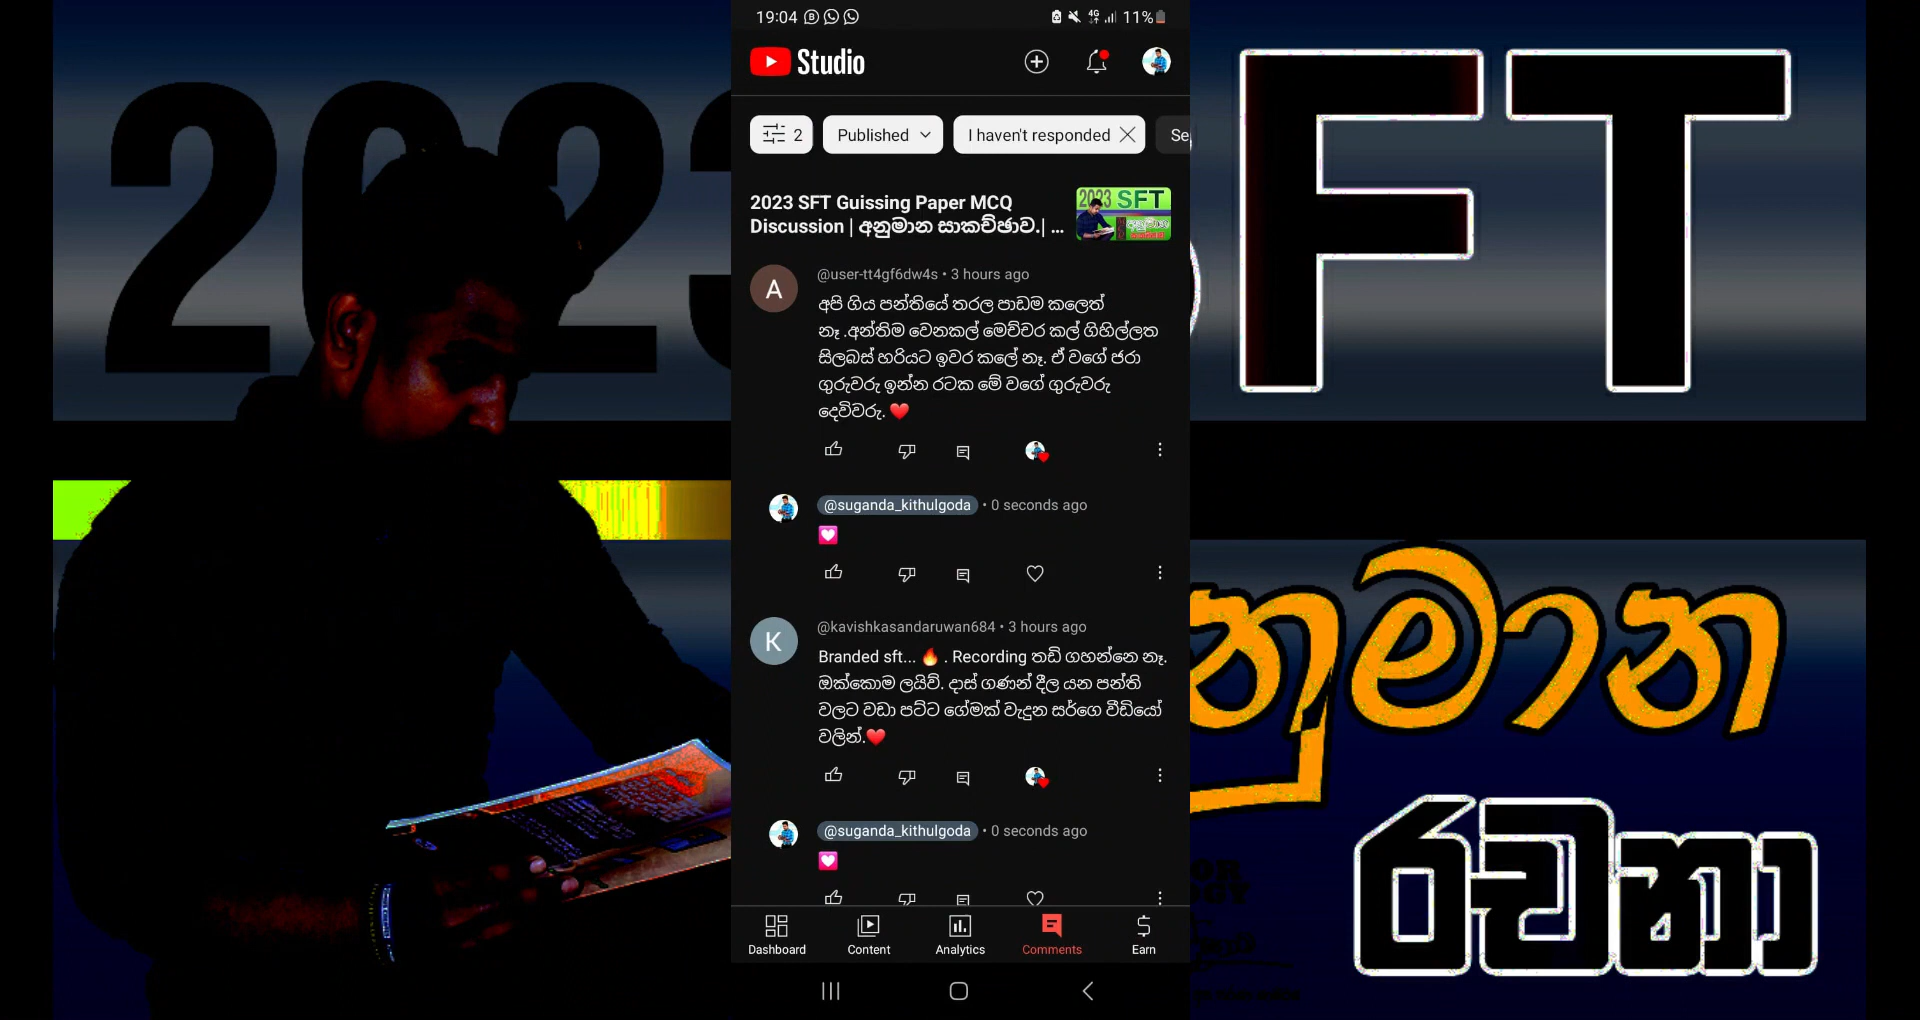 19:04
4G
11%
Studio
2
Published
I haven't responded
Se
2023
FT
2023 SFT Guissing Paper MCQ
Discussion | අනුමාන සාකච්ඡාව.| ...
2023 SFT
@user-tt4gf6dw4s • 3 hours ago
A
අපි ගිය පන්තියේ තරල පාඩම කලෙත්
නෑ .අන්තිම වෙනකල් මෙච්චර කල් ගිහිල්ලත
සිලබස් හරියට ඉවර කලේ නෑ. ඒ වගේ ජරා
ගුරුවරු ඉන්න රටක මේ වගේ ගුරුවරු
දෙව්වරු. ❤️
@suganda_kithulgoda • 0 seconds ago
💟
@kavishkasandaruwan684 • 3 hours ago
K
Branded sft... 🔥 . Recording තඩි ගහන්නෙ නෑ.
ඔක්කොම ලයිව්. දාස් ගණන් දීල යන පන්ති
වලට වඩා පට්ට ගේමක් වැදුන සර්ගෙ වීඩියෝ
වලින්.❤️
@suganda_kithulgoda • 0 seconds ago
💟
නුමාන
රචනා
Dashboard
Content
Analytics
Comments
Earn